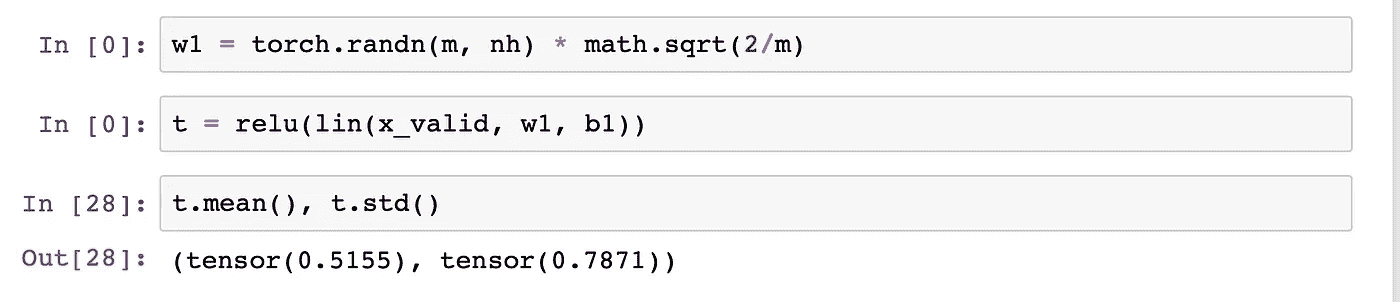 In [0]: w1 = torch.randn(m, nh) * math.sqrt(2/m)
In [0]: t = relu(lin(x_valid, w1, b1))
In [28]: t.mean(), t.std()
Out[28]: (tensor(0.5155), tensor(0.7871))